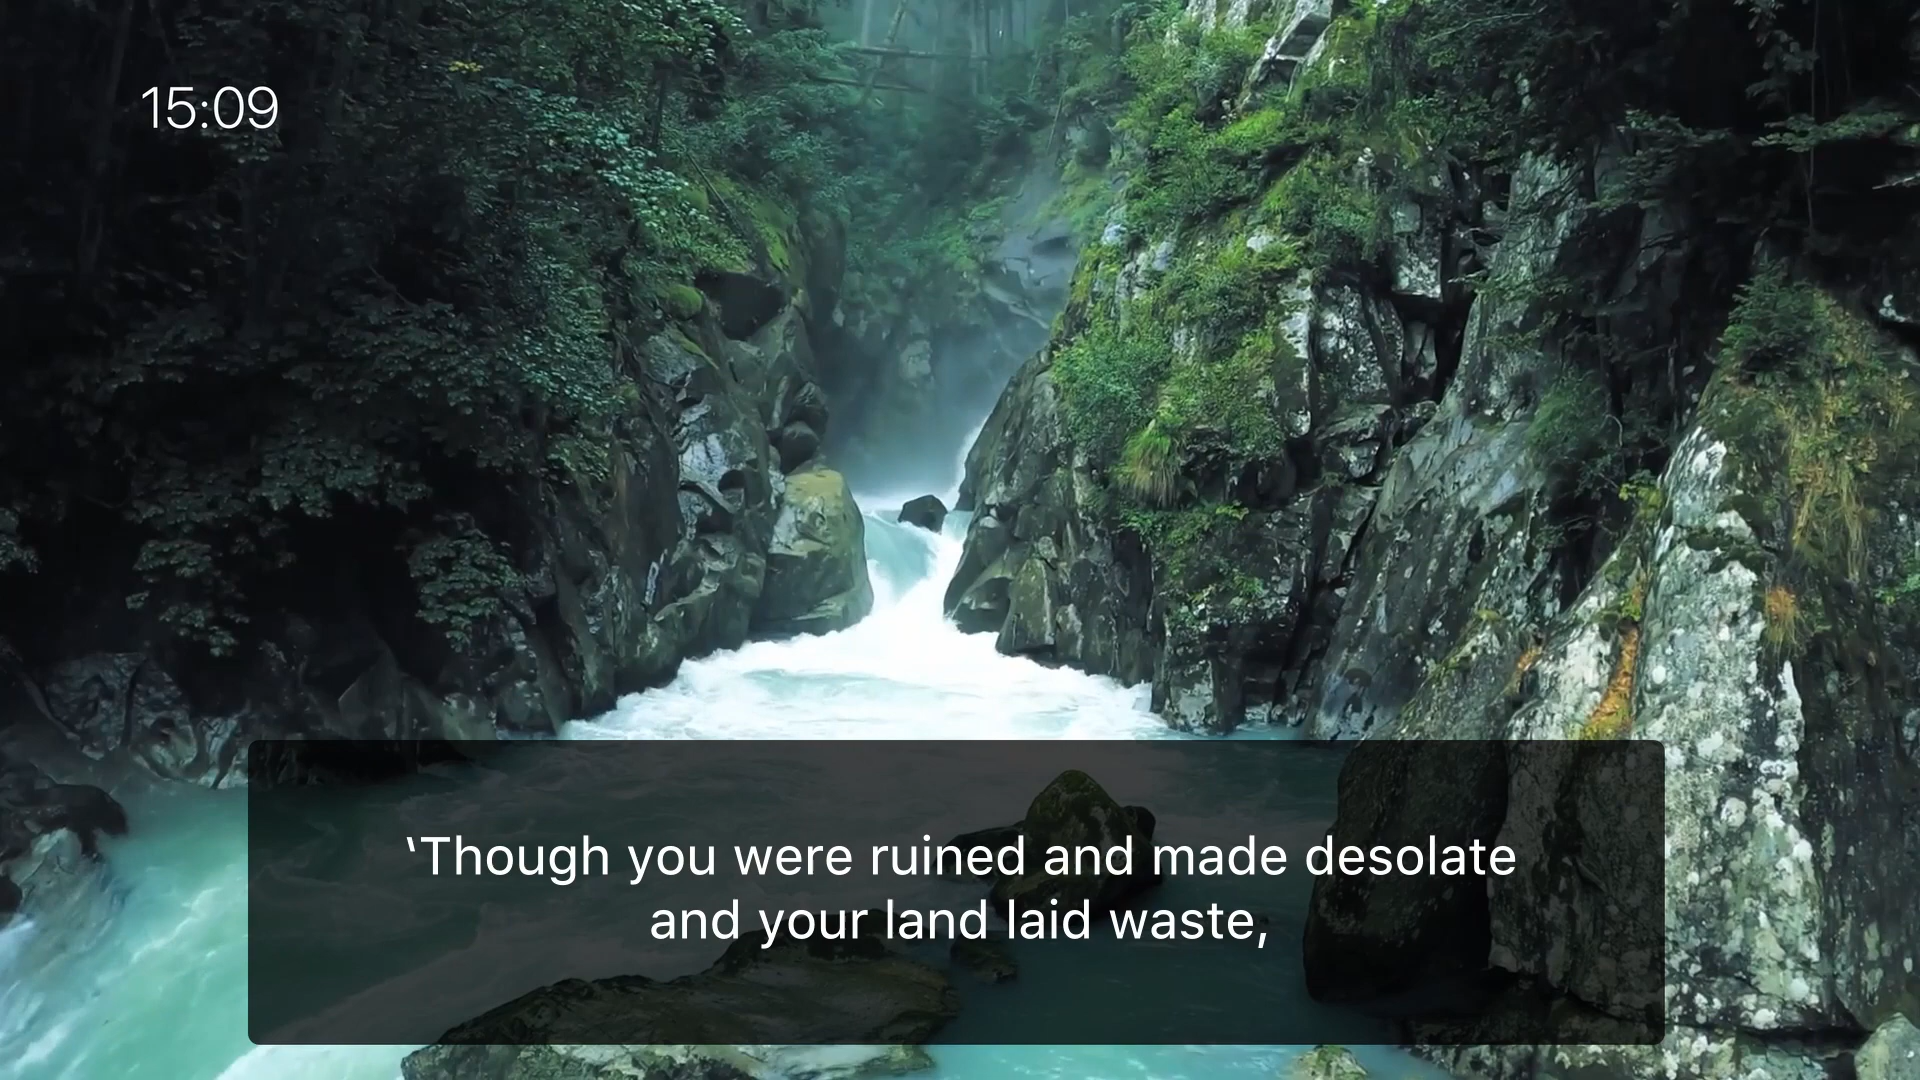 15:09
‘Though you were ruined and made desolate
and your land laid waste,